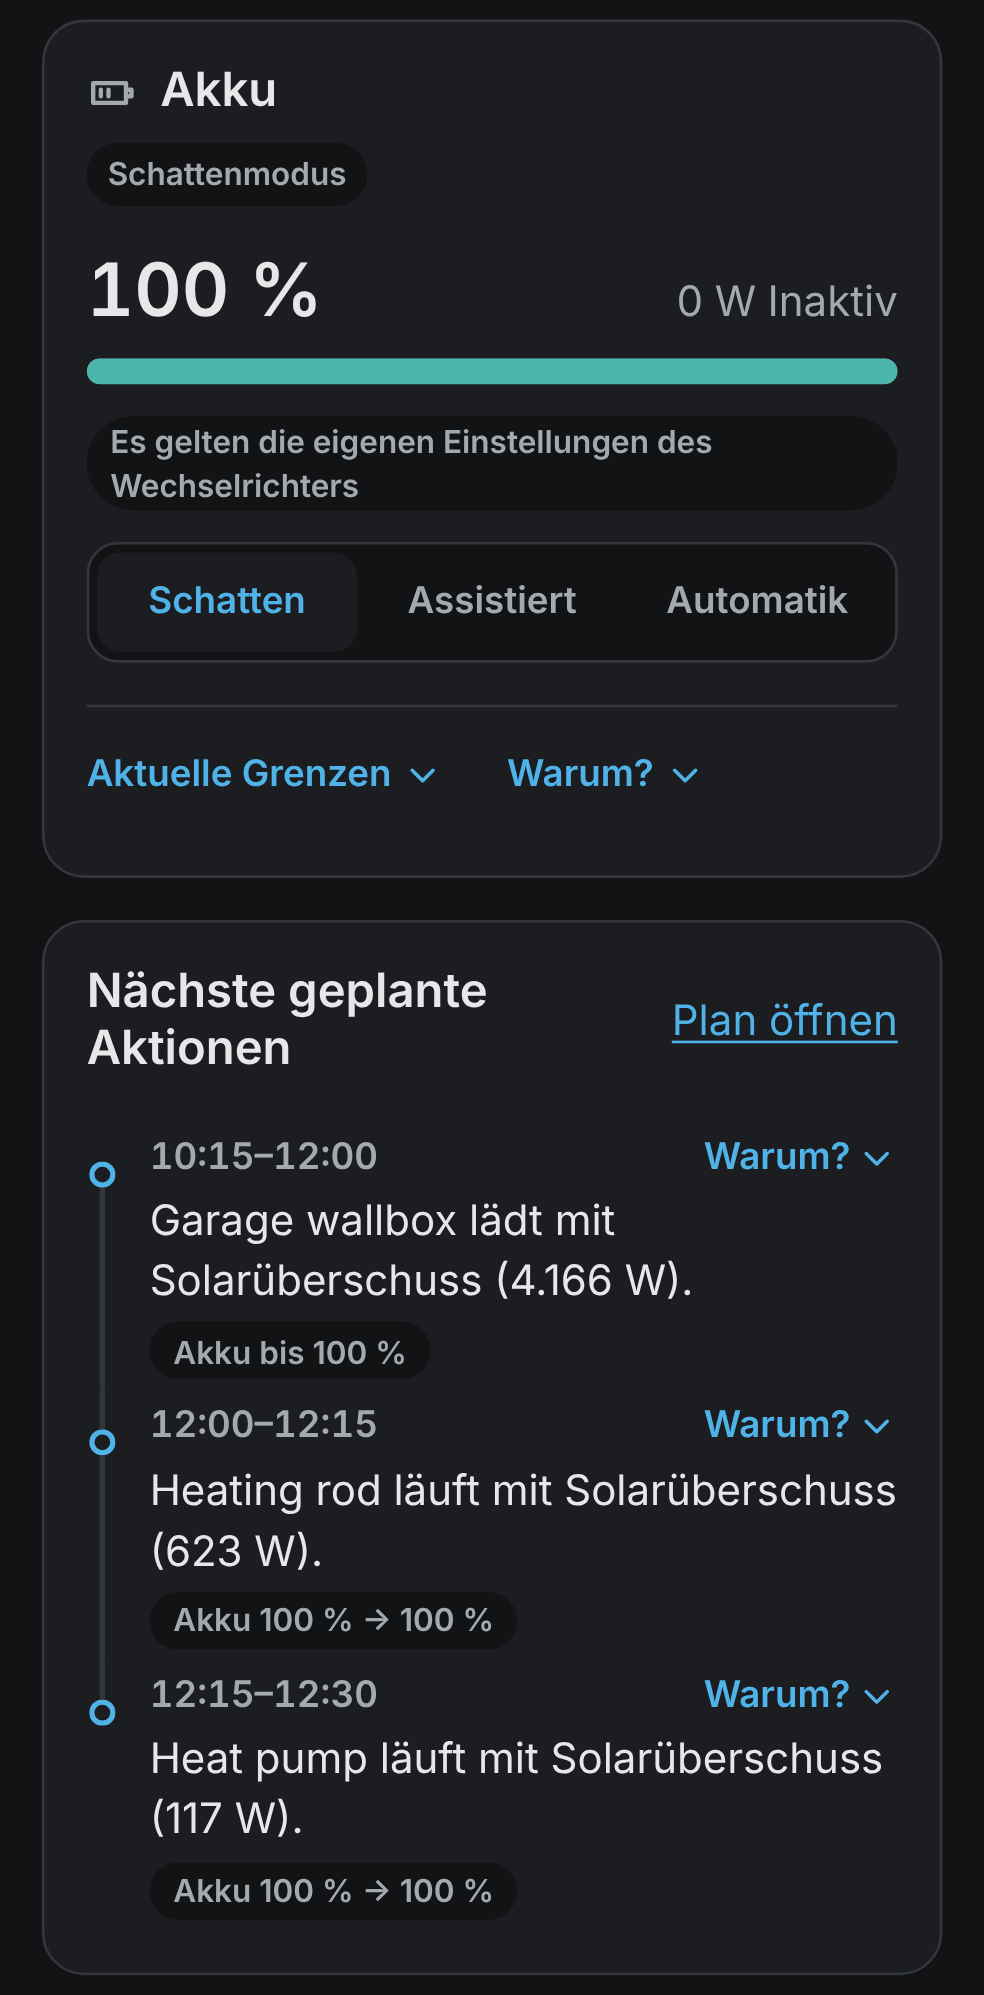 Akku
Schattenmodus
100 %
0 W Inaktiv
Es gelten die eigenen Einstellungen des
Wechselrichters
Schatten
Assistiert
Automatik
Aktuelle Grenzen
Warum?
Nächste geplante
Aktionen
Plan öffnen
10:15–12:00
Warum?
Garage wallbox lädt mit
Solarüberschuss (4.166 W).
Akku bis 100 %
12:00–12:15
Warum?
Heating rod läuft mit Solarüberschuss
(623 W).
Akku 100 % → 100 %
12:15–12:30
Warum?
Heat pump läuft mit Solarüberschuss
(117 W).
Akku 100 % → 100 %